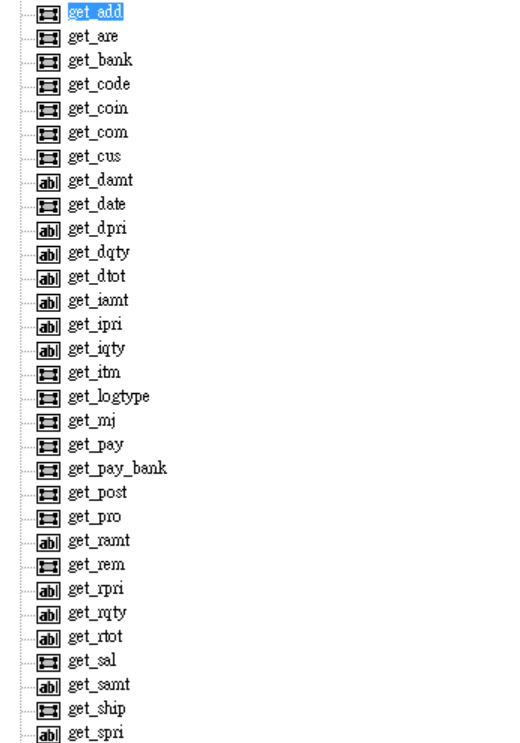 get_add
get_are
get_bank
get_code
get_coin
get_com
get_cus
get_damt
get_date
get_dpri
get_dqty
get_dtot
get_iamt
get_ipri
get_iqty
get_itm
get_logtype
get_mj
get_pay
get_pay_bank
get_post
get_pro
get_ramt
get_rem
get_rpri
get_rqty
get_rtot
get_sal
get_samt
get_ship
get_spri